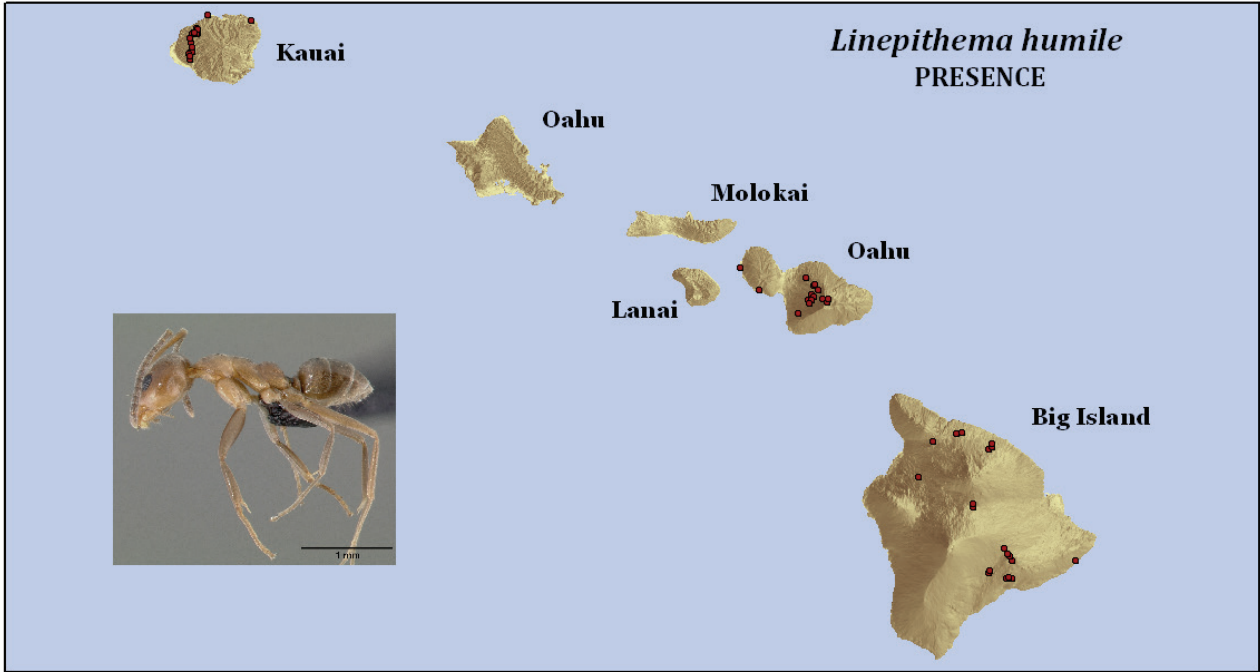 Linepithema humile
PRESENCE
Kauai
Oahu
Molokai
Oahu
Lanai
Big Island
1 mm